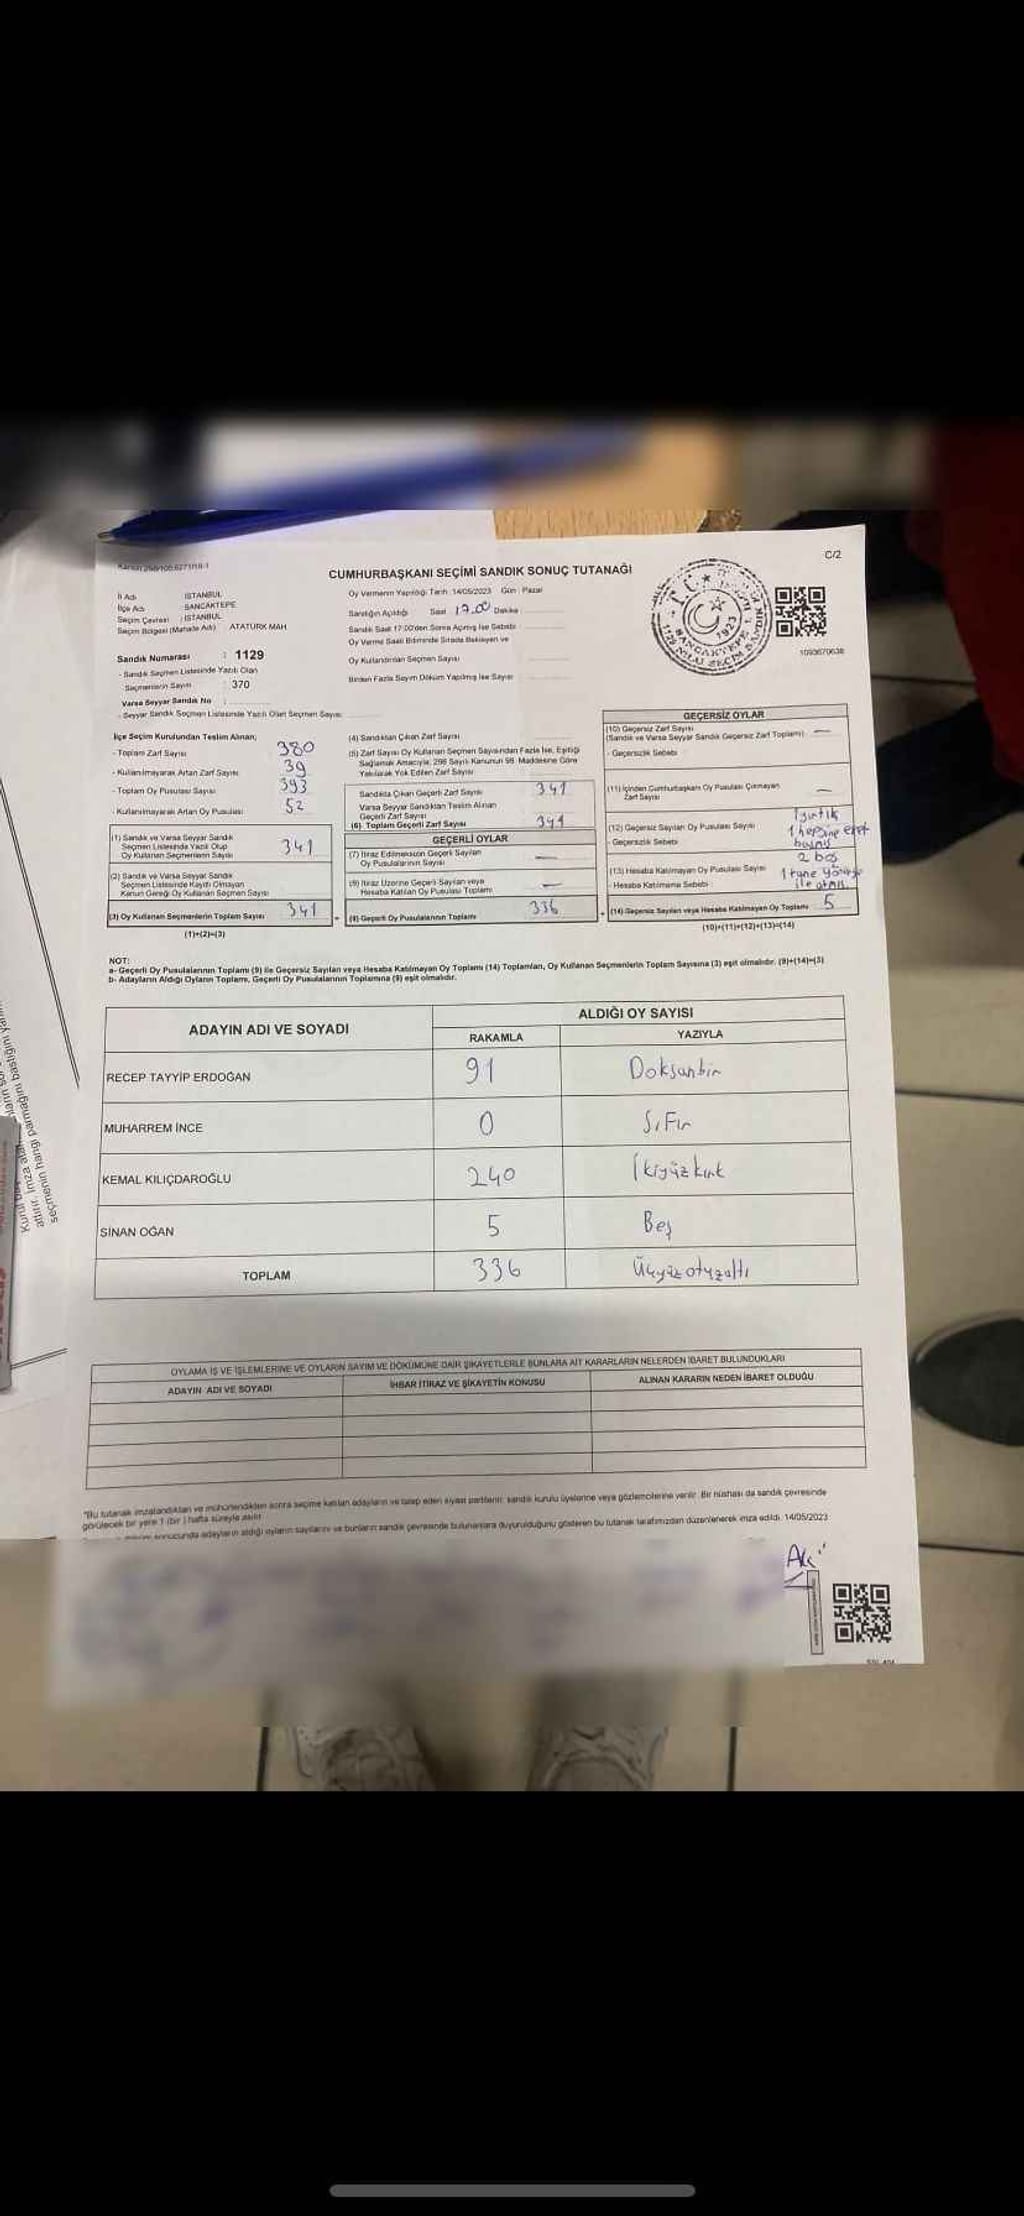 C/2
CUMHURBAŞKANI SEÇİMİ SANDIK SONUÇ TUTANAĞI
İl Adı : İSTANBUL
İlçe Adı : SANCAKTEPE
Seçim Çevresi : İSTANBUL
Seçim Bölgesi (Mahalle Adı) : ATATÜRK MAH
Sandık Numarası : 1129
- Sandık Seçmen Listesinde Yazılı Olan
Seçmenlerin Sayısı : 370
Varsa Seyyar Sandık No :
- Seyyar Sandık Seçmen Listesinde Yazılı Olan Seçmen Sayısı:
Oy Vermenin Yapıldığı Tarih : 14/05/2023 Gün : Pazar
Sandığın Açıldığı Saat 17.00 Dakika
Sandık Saat 17:00'den Sonra Açılmış İse Sebebi
Oy Verme Saati Bitiminde Sırada Bekleyen ve
Oy Kullandırılan Seçmen Sayısı
Birden Fazla Sayım Döküm Yapılmış İse Sayısı
1093670638
İlçe Seçim Kurulundan Teslim Alınan;
- Toplam Zarf Sayısı 380
- Kullanılmayarak Artan Zarf Sayısı 39
- Toplam Oy Pusulası Sayısı 393
- Kullanılmayarak Artan Oy Pusulası 52
(1) Sandık ve Varsa Seyyar Sandık
Seçmen Listesinde Yazılı Olup
Oy Kullanan Seçmenlerin Sayısı 341
(2) Sandık ve Varsa Seyyar Sandık
Seçmen Listesinde Kayıtlı Olmayan
Kanun Gereği Oy Kullanan Seçmen Sayısı
(3) Oy Kullanan Seçmenlerin Toplam Sayısı 341
(1)+(2)=(3)
(4) Sandıktan Çıkan Zarf Sayısı
(5) Zarf Sayısı Oy Kullanan Seçmen Sayısından Fazla İse, Eşitliği
Sağlamak Amacıyla, 298 Sayılı Kanunun 98. Maddesine Göre
Yakılarak Yok Edilen Zarf Sayısı
Sandıkta Çıkan Geçerli Zarf Sayısı 341
Varsa Seyyar Sandıktan Teslim Alınan
Geçerli Zarf Sayısı
(6) Toplam Geçerli Zarf Sayısı 341
GEÇERLİ OYLAR
(7) İtiraz Edilmeksizin Geçerli Sayılan
Oy Pusulalarının Sayısı —
(8) İtiraz Üzerine Geçerli Sayılan veya
Hesaba Katılan Oy Pusulası Toplamı —
(9) Geçerli Oy Pusulalarının Toplamı 336
GEÇERSİZ OYLAR
(10) Geçersiz Zarf Sayısı
(Sandık ve Varsa Seyyar Sandık Geçersiz Zarf Toplamı) —
- Geçersizlik Sebebi
(11) İçinden Cumhurbaşkanı Oy Pusulası Çıkmayan
Zarf Sayısı —
(12) Geçersiz Sayılan Oy Pusulası Sayısı
- Geçersizlik Sebebi
1 yırtık
1 hepsine evet
basmış
2 boş
(13) Hesaba Katılmayan Oy Pusulası Sayısı
- Hesaba Katılmama Sebebi
1 tane
ile
(14) Geçersiz Sayılan veya Hesaba Katılmayan Oy Toplamı 5
(10)+(11)+(12)+(13)=(14)
NOT:
a- Geçerli Oy Pusulalarının Toplamı (9) ile Geçersiz Sayılan veya Hesaba Katılmayan Oy Toplamı (14) Toplamları, Oy Kullanan Seçmenlerin Toplam Sayısına (3) eşit olmalıdır. (9)+(14)=(3)
b- Adayların Aldığı Oyların Toplamı, Geçerli Oy Pusulalarının Toplamına (9) eşit olmalıdır.
ADAYIN ADI VE SOYADI
ALDIĞI OY SAYISI
RAKAMLA YAZIYLA
RECEP TAYYİP ERDOĞAN 91 Doksanbir
MUHARREM İNCE 0 Sıfır
KEMAL KILIÇDAROĞLU 240 İkiyüzkırk
SİNAN OĞAN 5 Beş
TOPLAM 336 Üçyüzotuzaltı
OYLAMA İŞ VE İŞLEMLERİNE VE OYLARIN SAYIM VE DÖKÜMÜNE DAİR ŞİKAYETLERLE BUNLARA AİT KARARLARIN NELERDEN İBARET BULUNDUKLARI
ADAYIN ADI VE SOYADI
İHBAR İTİRAZ VE ŞİKAYETİN KONUSU
ALINAN KARARIN NEDEN İBARET OLDUĞU
"Bu tutanak imzalandıktan ve mühürlendikten sonra seçime katılan adayların ve talep eden siyasi partilerin sandık kurulu üyelerine veya gözlemcilerine verilir. Bir nüshası da sandık çevresinde
görülecek bir yere 1 (bir ) hafta süreyle asılır.
sonucunda adayların aldığı oyların sayılarını ve bunların sandık çevresinde bulunanlara duyurulduğunu gösteren bu tutanak tarafımızdan düzenlenerek imza edildi. 14/05/2023
seçmenin hangi parmağını bastığını